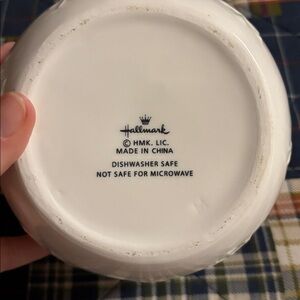 Hallmark
© HMK. LIC.
MADE IN CHINA
DISHWASHER SAFE
NOT SAFE FOR MICROWAVE